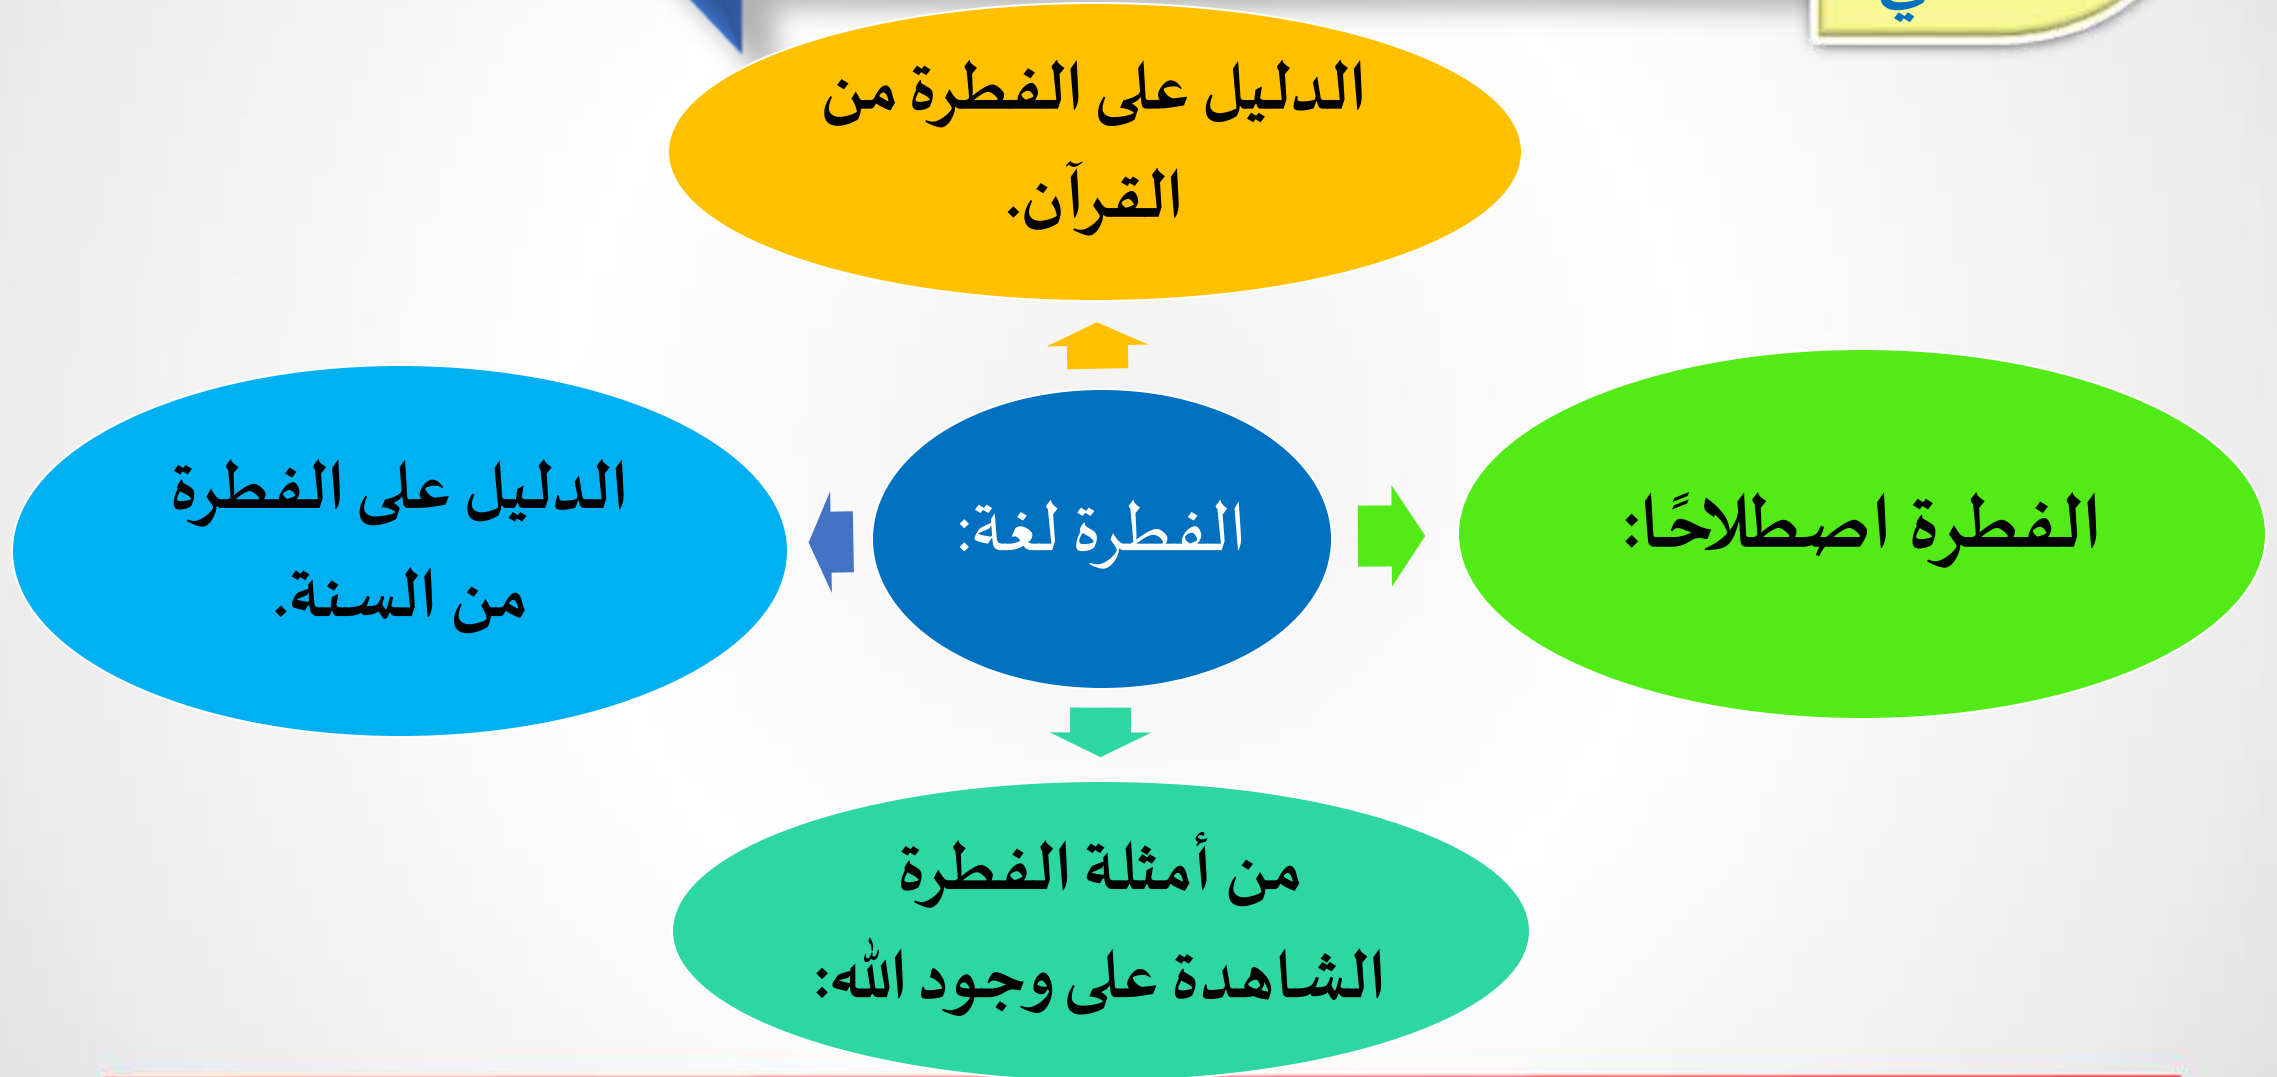 الدليل على الفطرة من
القرآن.
الفطرة اصطلاحًا:
الفطرة لغة:
الدليل على الفطرة
من السنة.
من أمثلة الفطرة
الشاهدة على وجود الله: